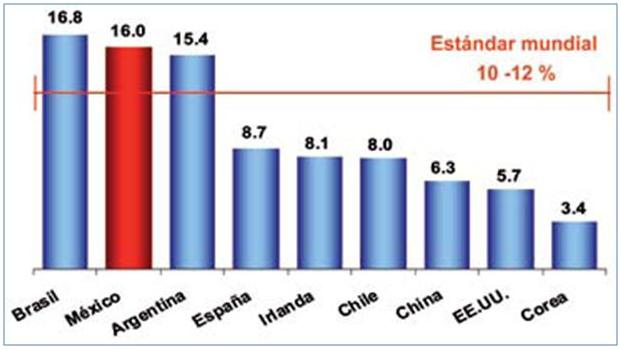 16.8
16.0
15.4
Estándar mundial
10 -12 %
8.7
8.1
8.0
6.3
5.7
3.4
Brasil
México
Argentina
España
Irlanda
Chile
China
EE.UU.
Corea